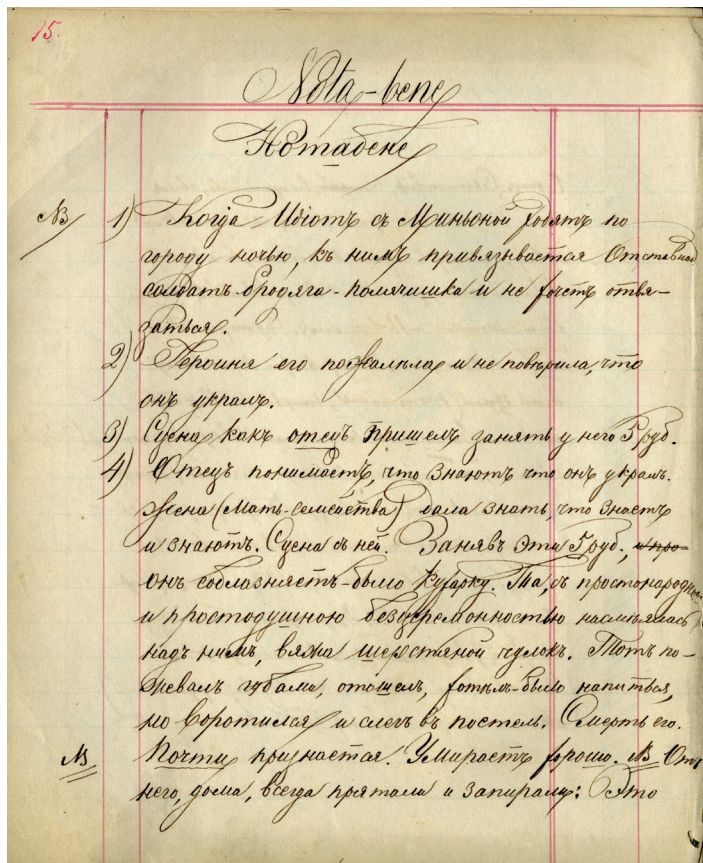 15.
Nota-bene
Нотабене
NB 1) Когда Идіотъ съ Миньоной ходятъ по
городу ночью, къ нимъ привязывается Отставной
солдатъ-бродяга-полячишка и не хочетъ отвя-
заться.
2) Героиня его пожалѣла и не повѣрила, что
онъ укралъ.
3) Сцена какъ отецъ пришелъ занять у него 5 руб.
4) Отецъ понимаетъ, что знаютъ что онъ укралъ.
Жена (Мать-семейства) дала знать, что знаетъ
и знаютъ. Сцена съ ней. Занявъ эти 5 руб., и про-
онъ соблазняетъ-было кухарку. Та, съ простонародною
и простодушною безцеремонностью насмѣялась
надъ нимъ, вяжа шерстяной чулокъ. Тотъ по-
жевалъ губами, отошелъ, хотѣлъ-было напиться,
но воротился и слегъ въ постель. Смерть его.
NB Почти признается. Умираетъ хорошо. NB Отъ
него, дома, всегда прятали и запирали: Это